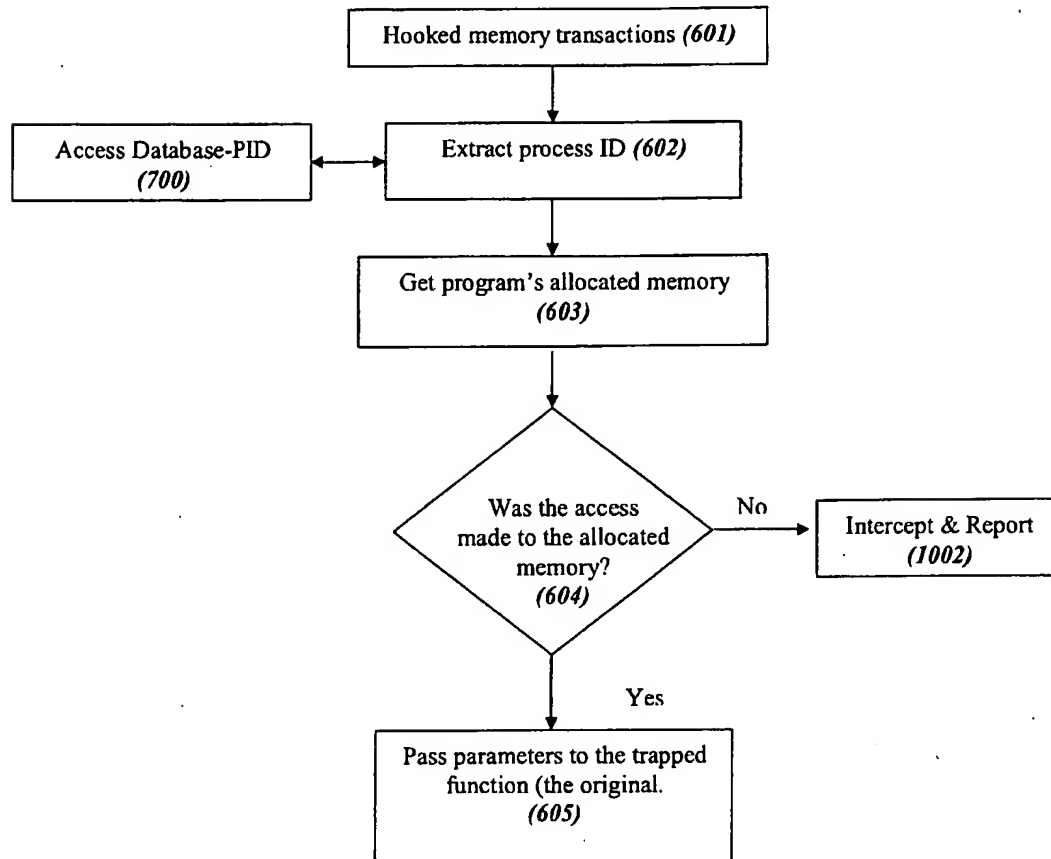 Hooked memory transactions (601)
Access Database-PID
(700)
Extract process ID (602)
Get program's allocated memory
(603)
Was the access
made to the allocated
memory?
(604)
No
Intercept & Report
(1002)
Yes
Pass parameters to the trapped
function (the original.
(605)